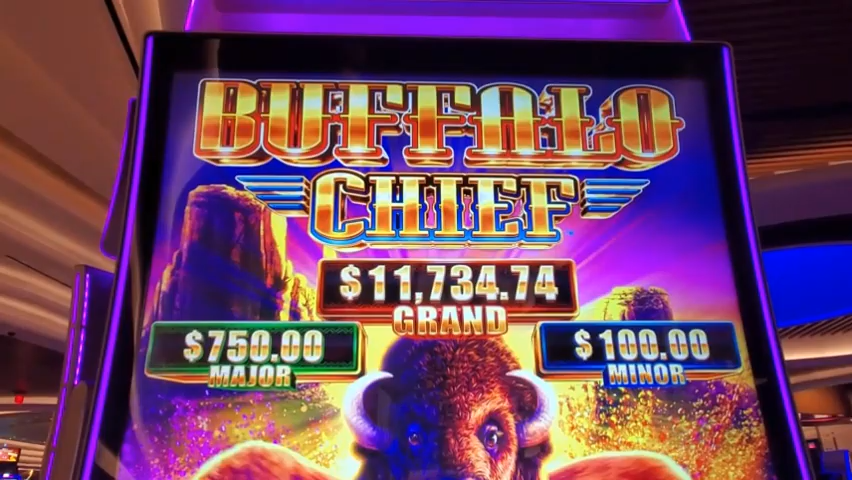 BUFFALO
CHIEF
$11,734.74
GRAND
$750.00
MAJOR
$100.00
MINOR